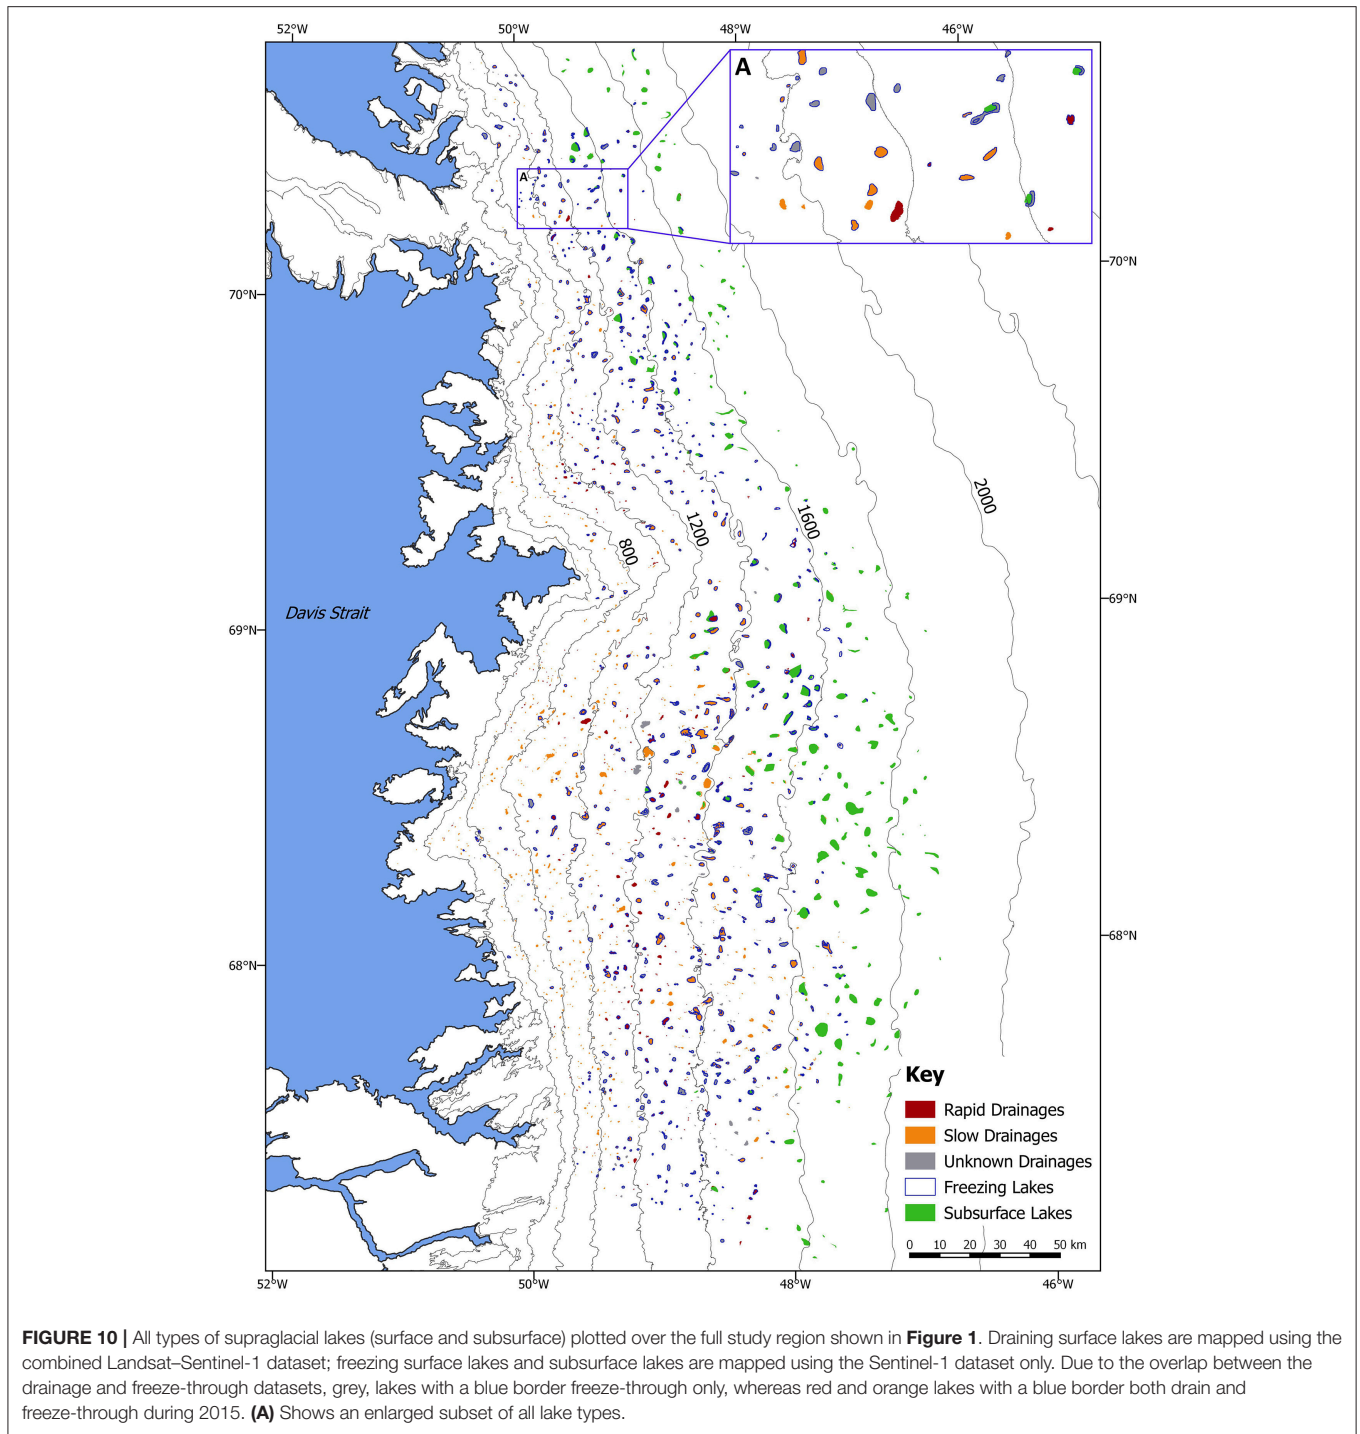 52°W 50°W 48°W 46°W
A
A
70°N
70°N
2000
1600
1200
800
69°N
Davis Strait
69°N
68°N
68°N
Key
Rapid Drainages
Slow Drainages
Unknown Drainages
Freezing Lakes
Subsurface Lakes
0 10 20 30 40 50 km
52°W 50°W 48°W 46°W
FIGURE 10 | All types of supraglacial lakes (surface and subsurface) plotted over the full study region shown in Figure 1. Draining surface lakes are mapped using the
combined Landsat–Sentinel-1 dataset; freezing surface lakes and subsurface lakes are mapped using the Sentinel-1 dataset only. Due to the overlap between the
drainage and freeze-through datasets, grey, lakes with a blue border freeze-through only, whereas red and orange lakes with a blue border both drain and
freeze-through during 2015. (A) Shows an enlarged subset of all lake types.